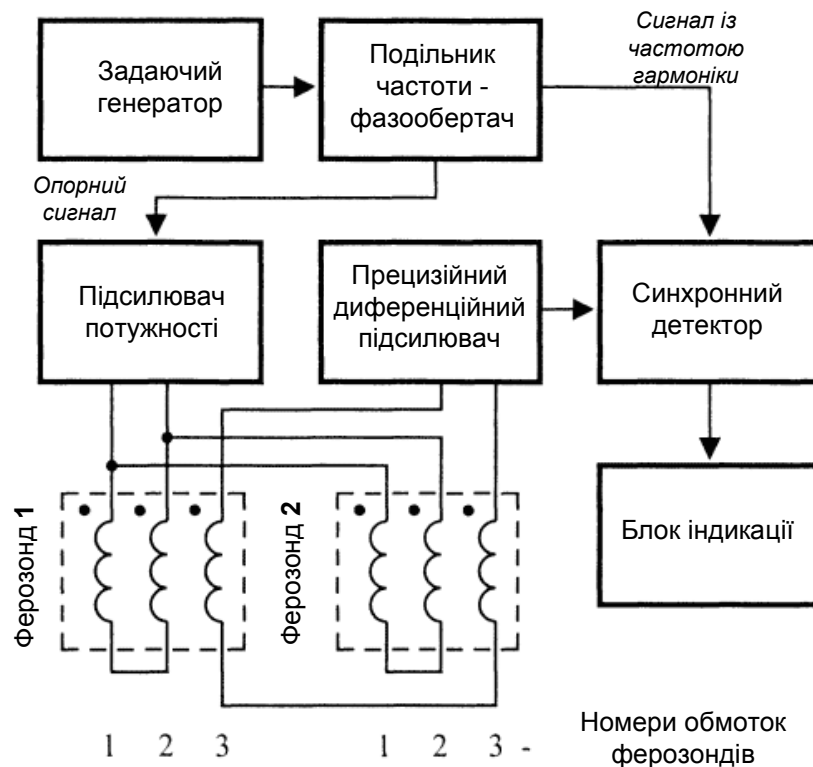 Задаючий
генератор
Подільник
частоти -
фазообертач
Сигнал із
частотою
гармоніки
Опорний
сигнал
Підсилювач
потужності
Прецизійний
диференційний
підсилювач
Синхронний
детектор
Ферозонд 1
Ферозонд 2
Блок індикації
1 2 3 1 2 3 -
Номери обмоток
ферозондів